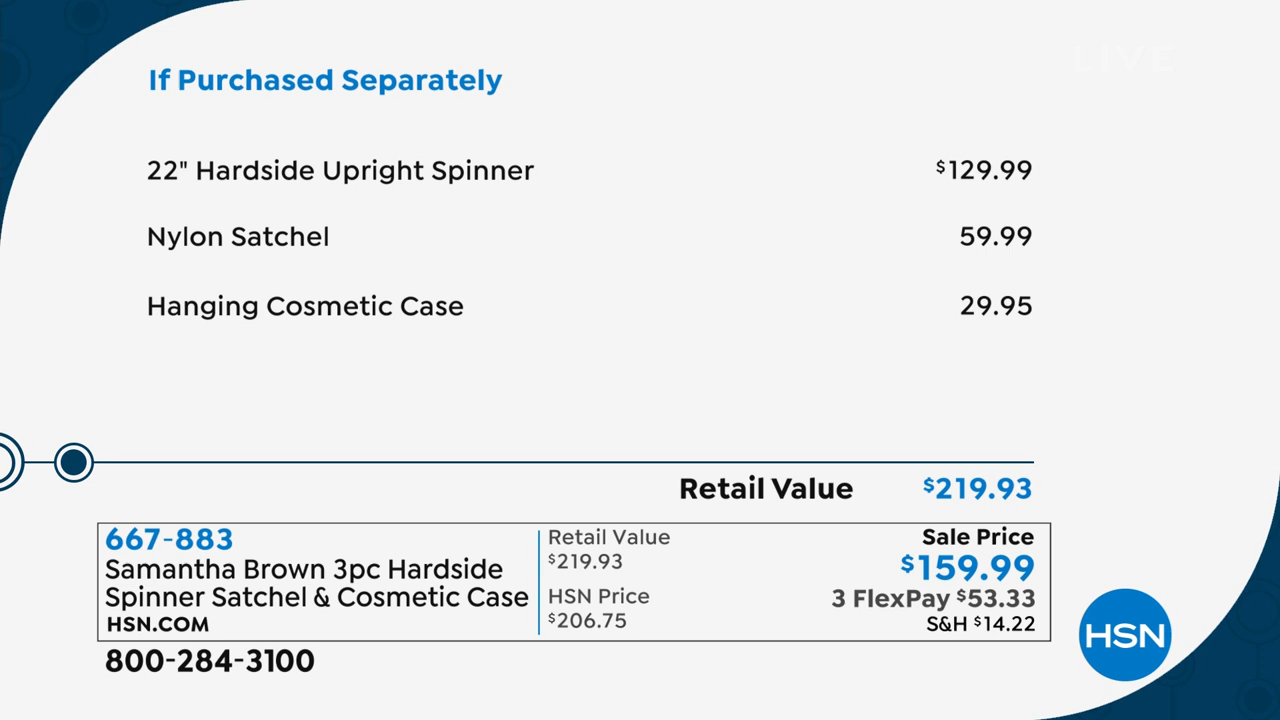 LIVE
If Purchased Separately
22" Hardside Upright Spinner $129.99
Nylon Satchel 59.99
Hanging Cosmetic Case 29.95
Retail Value $219.93
667-883
Samantha Brown 3pc Hardside
Spinner Satchel & Cosmetic Case
HSN.COM
Retail Value
$219.93
HSN Price
$206.75
Sale Price
$159.99
3 FlexPay $53.33
S&H $14.22
800-284-3100
HSN